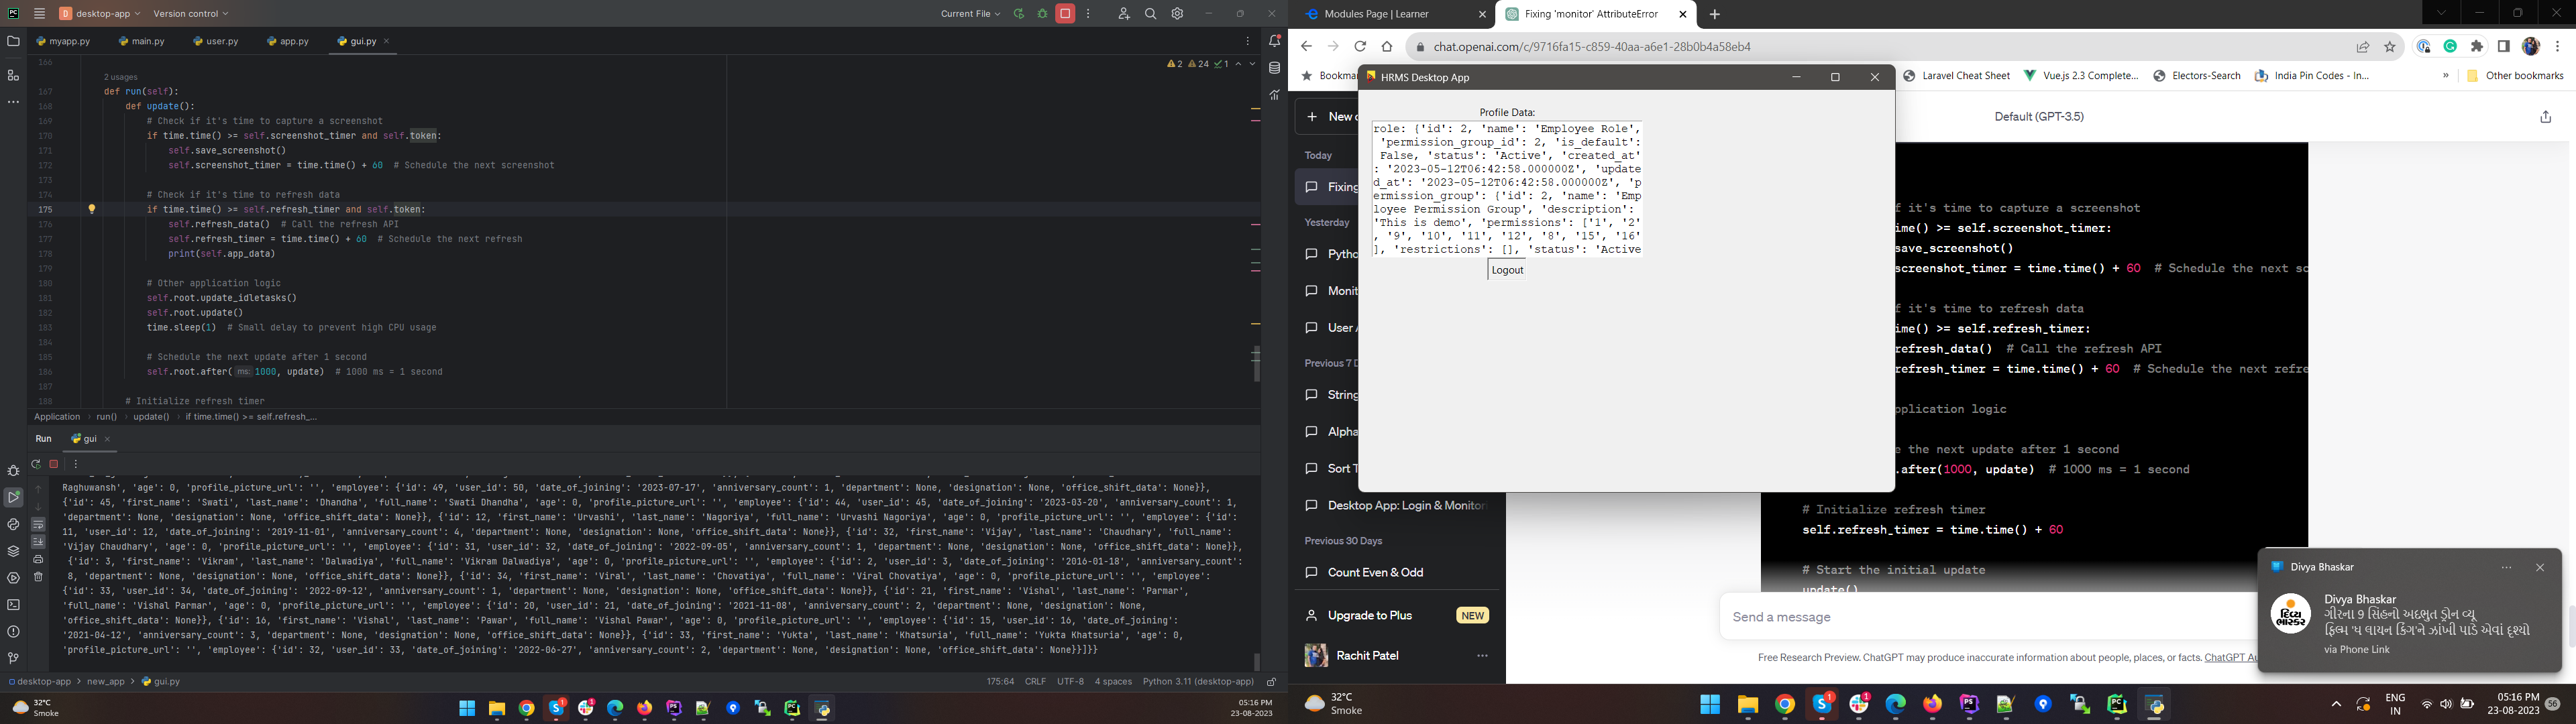 desktop-app
Version control
Current File
myapp.py
main.py
user.py
app.py
gui.py
166
2 24 1
2 usages
167 def run(self):
168 def update():
169 # Check if it's time to capture a screenshot
170 if time.time() >= self.screenshot_timer and self.token:
171 self.save_screenshot()
172 self.screenshot_timer = time.time() + 60 # Schedule the next screenshot
173
174 # Check if it's time to refresh data
175 if time.time() >= self.refresh_timer and self.token:
176 self.refresh_data() # Call the refresh API
177 self.refresh_timer = time.time() + 60 # Schedule the next refresh
178 print(self.app_data)
179
180 # Other application logic
181 self.root.update_idletasks()
182 self.root.update()
183 time.sleep(1) # Small delay to prevent high CPU usage
184
185 # Schedule the next update after 1 second
186 self.root.after( ms: 1000, update) # 1000 ms = 1 second
187
188 # Initialize refresh timer
Application > run() > update() > if time.time() >= self.refresh_...
Run gui
Raghuwansh', 'age': 0, 'profile_picture_url': '', 'employee': {'id': 49, 'user_id': 50, 'date_of_joining': '2023-07-17', 'anniversary_count': 1, 'department': None, 'designation': None, 'office_shift_data': None}},
{'id': 45, 'first_name': 'Swati', 'last_name': 'Dhandha', 'full_name': 'Swati Dhandha', 'age': 0, 'profile_picture_url': '', 'employee': {'id': 44, 'user_id': 45, 'date_of_joining': '2023-03-20', 'anniversary_count': 1,
'department': None, 'designation': None, 'office_shift_data': None}}, {'id': 12, 'first_name': 'Urvashi', 'last_name': 'Nagoriya', 'full_name': 'Urvashi Nagoriya', 'age': 0, 'profile_picture_url': '', 'employee': {'id':
11, 'user_id': 12, 'date_of_joining': '2019-11-01', 'anniversary_count': 4, 'department': None, 'designation': None, 'office_shift_data': None}}, {'id': 32, 'first_name': 'Vijay', 'last_name': 'Chaudhary', 'full_name':
'Vijay Chaudhary', 'age': 0, 'profile_picture_url': '', 'employee': {'id': 31, 'user_id': 32, 'date_of_joining': '2022-09-05', 'anniversary_count': 1, 'department': None, 'designation': None, 'office_shift_data': None}},
{'id': 3, 'first_name': 'Vikram', 'last_name': 'Dalwadiya', 'full_name': 'Vikram Dalwadiya', 'age': 0, 'profile_picture_url': '', 'employee': {'id': 2, 'user_id': 3, 'date_of_joining': '2016-01-18', 'anniversary_count':
8, 'department': None, 'designation': None, 'office_shift_data': None}}, {'id': 34, 'first_name': 'Viral', 'last_name': 'Chovatiya', 'full_name': 'Viral Chovatiya', 'age': 0, 'profile_picture_url': '', 'employee':
{'id': 33, 'user_id': 34, 'date_of_joining': '2022-09-12', 'anniversary_count': 1, 'department': None, 'designation': None, 'office_shift_data': None}}, {'id': 21, 'first_name': 'Vishal', 'last_name': 'Parmar',
'full_name': 'Vishal Parmar', 'age': 0, 'profile_picture_url': '', 'employee': {'id': 20, 'user_id': 21, 'date_of_joining': '2021-11-08', 'anniversary_count': 2, 'department': None, 'designation': None,
'office_shift_data': None}}, {'id': 16, 'first_name': 'Vishal', 'last_name': 'Pawar', 'full_name': 'Vishal Pawar', 'age': 0, 'profile_picture_url': '', 'employee': {'id': 15, 'user_id': 16, 'date_of_joining':
'2021-04-12', 'anniversary_count': 3, 'department': None, 'designation': None, 'office_shift_data': None}}, {'id': 33, 'first_name': 'Yukta', 'last_name': 'Khatsuria', 'full_name': 'Yukta Khatsuria', 'age': 0,
'profile_picture_url': '', 'employee': {'id': 32, 'user_id': 33, 'date_of_joining': '2022-06-27', 'anniversary_count': 2, 'department': None, 'designation': None, 'office_shift_data': None}}]}}
desktop-app > new_app > gui.py
175:64 CRLF UTF-8 4 spaces Python 3.11 (desktop-app)
32°C
Smoke
05:16 PM
23-08-2023
Modules Page | Learner
Fixing 'monitor' AttributeError
chat.openai.com/c/9716fa15-c859-40aa-a6e1-28b0b4a58eb4
Bookmar
Laravel Cheat Sheet
Vue.js 2.3 Complete...
Electors-Search
India Pin Codes - In...
Other bookmarks
HRMS Desktop App
Profile Data:
role: {'id': 2, 'name': 'Employee Role',
'permission_group_id': 2, 'is_default':
False, 'status': 'Active', 'created_at'
: '2023-05-12T06:42:58.000000Z', 'update
d_at': '2023-05-12T06:42:58.000000Z', 'p
ermission_group': {'id': 2, 'name': 'Emp
loyee Permission Group', 'description':
'This is demo', 'permissions': ['1', '2'
, '9', '10', '11', '12', '8', '15', '16'
], 'restrictions': [], 'status': 'Active
Logout
New c
Today
Fixing
Yesterday
Pytho
Monit
User A
Previous 7 D
String
Alpha
Sort T
Desktop App: Login & Monitor
Previous 30 Days
Count Even & Odd
Upgrade to Plus NEW
Rachit Patel
Default (GPT-3.5)
f it's time to capture a screenshot
ime() >= self.screenshot_timer:
save_screenshot()
screenshot_timer = time.time() + 60 # Schedule the next sc
f it's time to refresh data
ime() >= self.refresh_timer:
refresh_data() # Call the refresh API
refresh_timer = time.time() + 60 # Schedule the next refre
pplication logic
e the next update after 1 second
.after(1000, update) # 1000 ms = 1 second
# Initialize refresh timer
self.refresh_timer = time.time() + 60
# Start the initial update
update()
Send a message
Free Research Preview. ChatGPT may produce inaccurate information about people, places, or facts. ChatGPT Au
Divya Bhaskar
Divya Bhaskar
દિવ્ય
ભાસ્કર
ગીરના 9 સિંહનો અદભુત ડ્રોન વ્યૂ
ફિલ્મ 'ધ લાયન કિંગ'ને ઝાંખી પાડે એવાં દૃશ્યો
via Phone Link
32°C
Smoke
ENG
IN
05:16 PM
23-08-2023
56